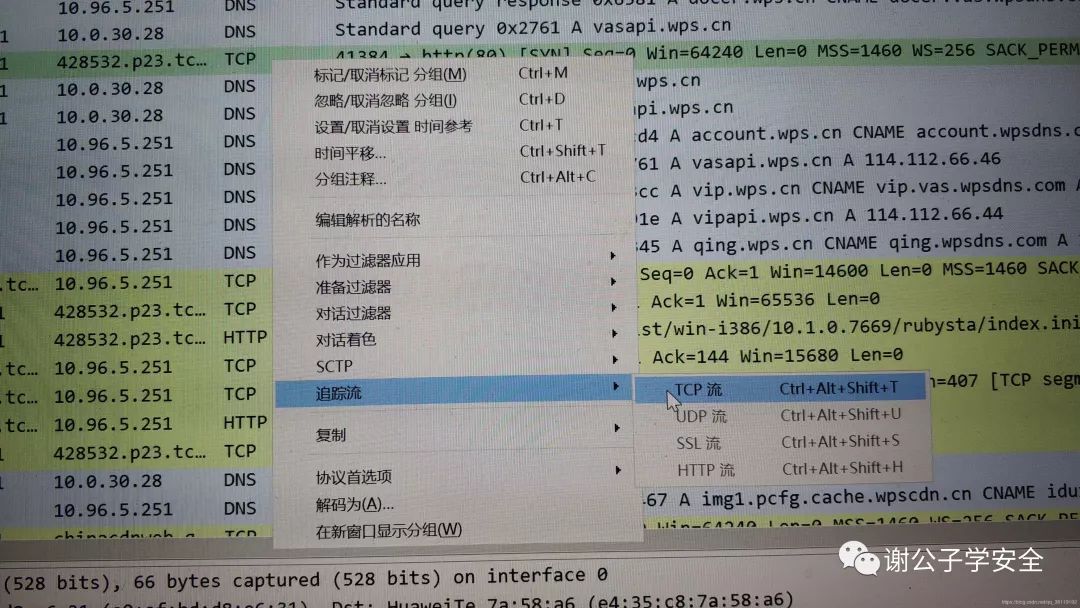 10.96.5.251 DNS Standard query response 0x6581 A docer.wps.cn CNAME
10.0.30.28 DNS Standard query 0x2761 A vasapi.wps.cn
428532.p23.tc… TCP 41384 → http(80) [SYN] Seq=0 Win=64240 Len=0 MSS=1460 WS=256 SACK_PERM
10.0.30.28 DNS wps.cn
10.0.30.28 DNS pi.wps.cn
10.96.5.251 DNS d4 A account.wps.cn CNAME account.wpsdns.c
10.96.5.251 DNS 61 A vasapi.wps.cn A 114.112.66.46
10.96.5.251 DNS cc A vip.wps.cn CNAME vip.vas.wpsdns.com A
10.96.5.251 DNS 1e A vipapi.wps.cn A 114.112.66.44
10.96.5.251 DNS 45 A qing.wps.cn CNAME qing.wpsdns.com A
.tc… 10.96.5.251 TCP Seq=0 Ack=1 Win=14600 Len=0 MSS=1460 SACK
428532.p23.tc… TCP Ack=1 Win=65536 Len=0
428532.p23.tc… HTTP st/win-i386/10.1.0.7669/rubysta/index.ini
.tc… 10.96.5.251 TCP Ack=144 Win=15680 Len=0
.tc… 10.96.5.251 TCP n=407 [TCP segm
.tc… 10.96.5.251 HTTP
428532.p23.tc… TCP
10.0.30.28 DNS
10.96.5.251 DNS 67 A img1.pcfg.cache.wpscdn.cn CNAME idu
TCP Win=64240 Len=0 MSS=1460 WS=256 SACK_PE
标记/取消标记 分组(M) Ctrl+M
忽略/取消忽略 分组(I) Ctrl+D
设置/取消设置 时间参考 Ctrl+T
时间平移… Ctrl+Shift+T
分组注释… Ctrl+Alt+C
编辑解析的名称
作为过滤器应用
准备过滤器
对话过滤器
对话着色
SCTP
追踪流
复制
协议首选项
解码为(A)…
在新窗口显示分组(W)
TCP 流 Ctrl+Alt+Shift+T
UDP 流 Ctrl+Alt+Shift+U
SSL 流 Ctrl+Alt+Shift+S
HTTP 流 Ctrl+Alt+Shift+H
(528 bits), 66 bytes captured (528 bits) on interface 0
Dst: HuaweiTe_7a:58:a6 (e4:35:c8:7a:58:a6)
谢公子学安全